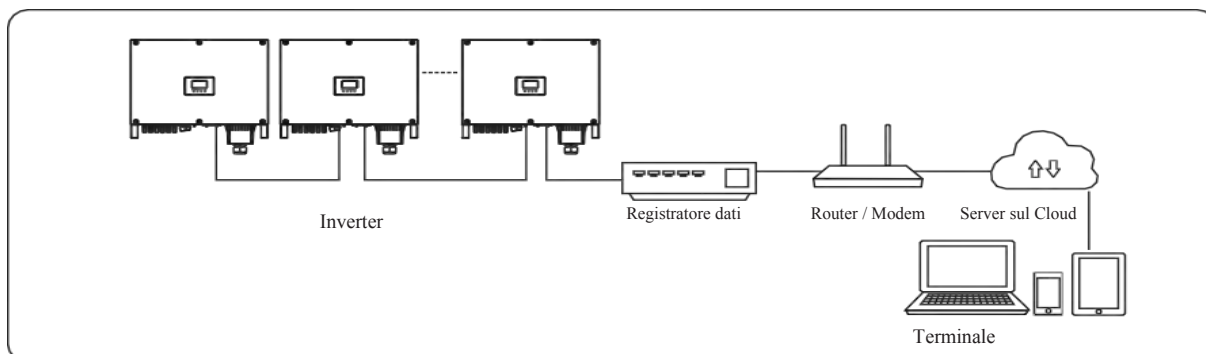 Inverter
Registratore dati
Router / Modem
Server sul Cloud
Terminale